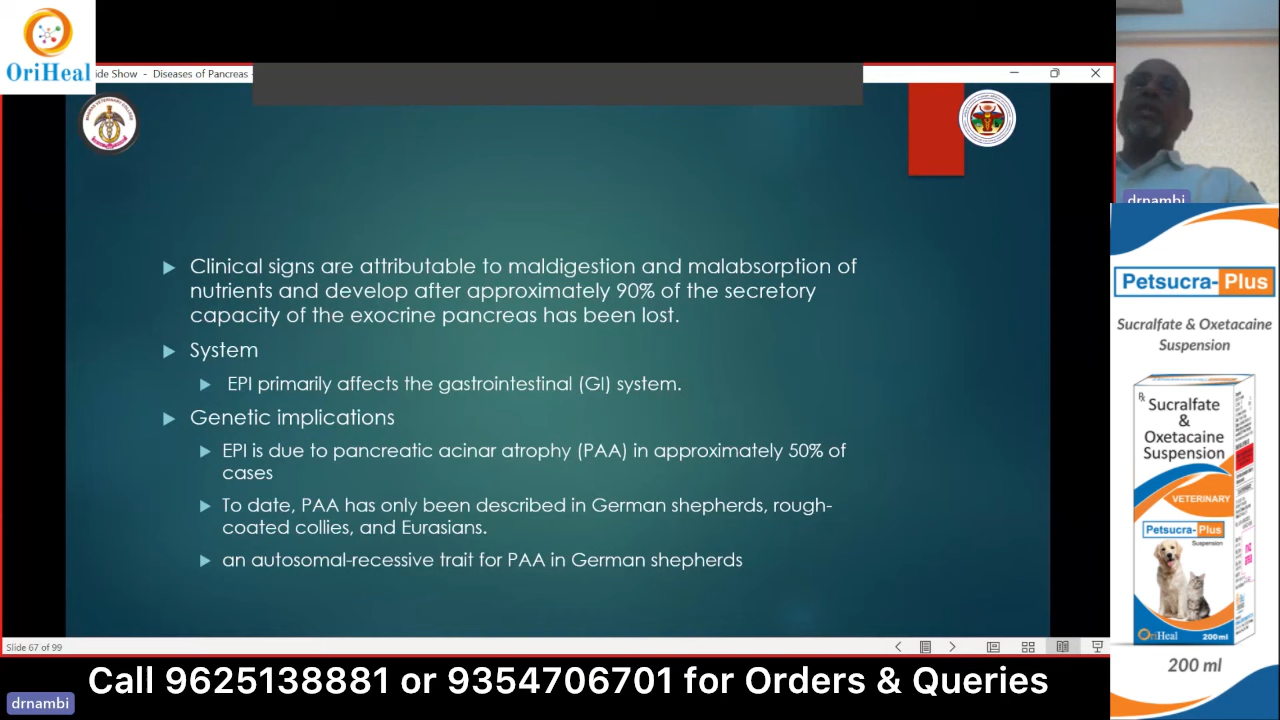 OriHeal
ide Show - Diseases of Pancreas -
Clinical signs are attributable to maldigestion and malabsorption of
nutrients and develop after approximately 90% of the secretory
capacity of the exocrine pancreas has been lost.
System
EPI primarily affects the gastrointestinal (GI) system.
Genetic implications
EPI is due to pancreatic acinar atrophy (PAA) in approximately 50% of
cases
To date, PAA has only been described in German shepherds, rough-
coated collies, and Eurasians.
an autosomal-recessive trait for PAA in German shepherds
Slide 67 of 99
drnambi
Petsucra-Plus
Sucralfate & Oxetacaine
Suspension
Rx
Sucralfate
&
Oxetacaine
Suspension
VETERINARY
Petsucra-Plus
Suspension
OriHeal
200ml
200 ml
Call 9625138881 or 9354706701 for Orders & Queries
drnambi